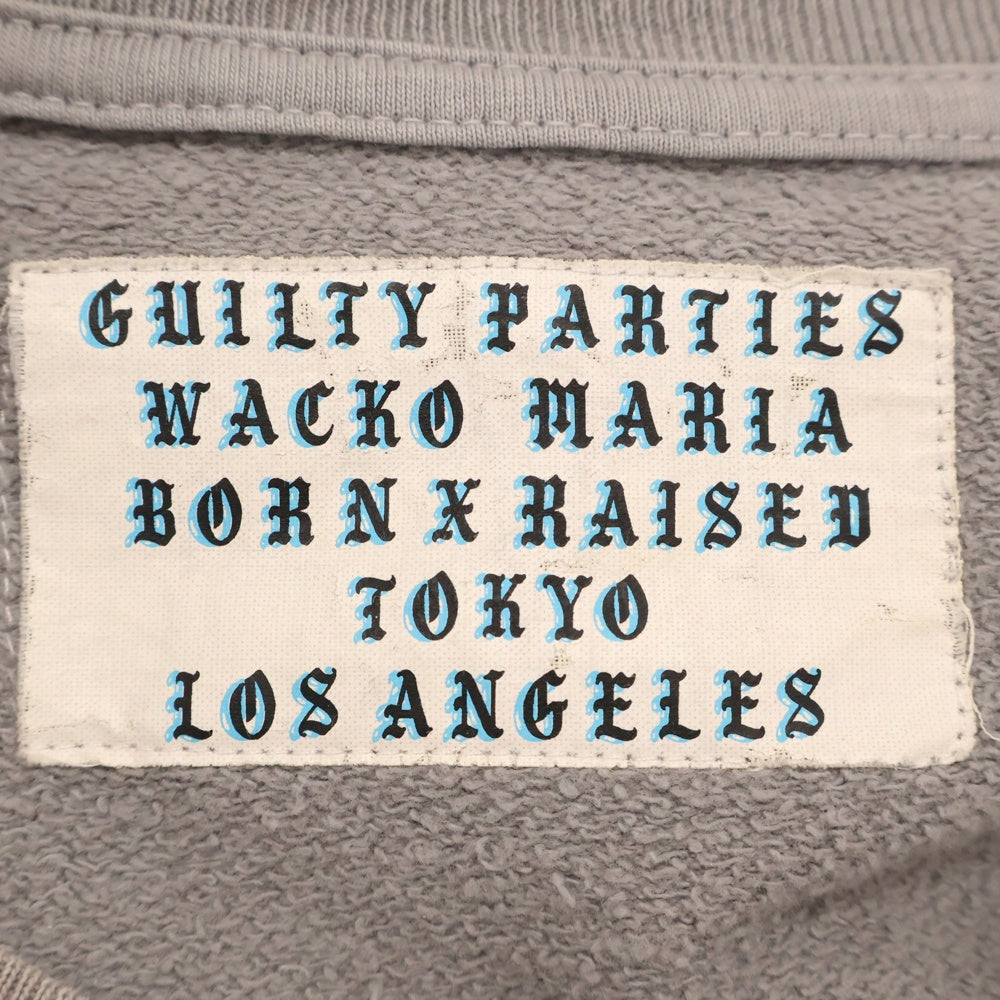 GUILTY PARTIES
WACKO MARIA
BORN X RAISED
TOKYO
LOS ANGELES